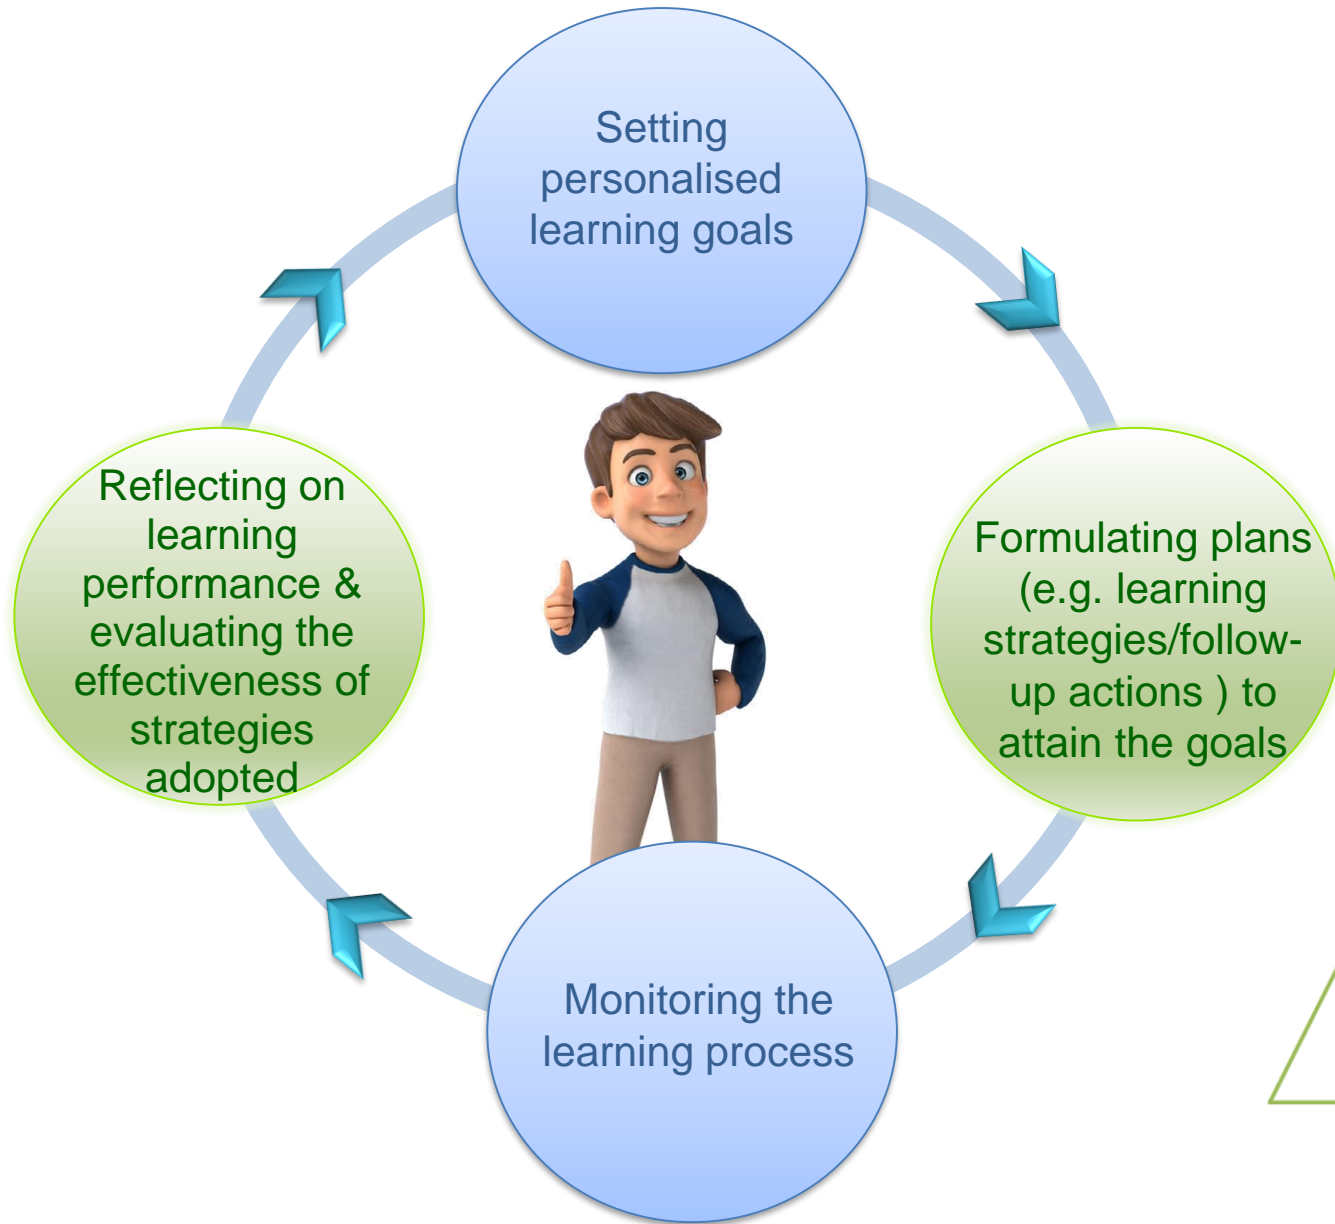 Setting
personalised
learning goals
Formulating plans
(e.g. learning
strategies/follow-
up actions ) to
attain the goals
Monitoring the
learning process
Reflecting on
learning
performance &
evaluating the
effectiveness of
strategies
adopted